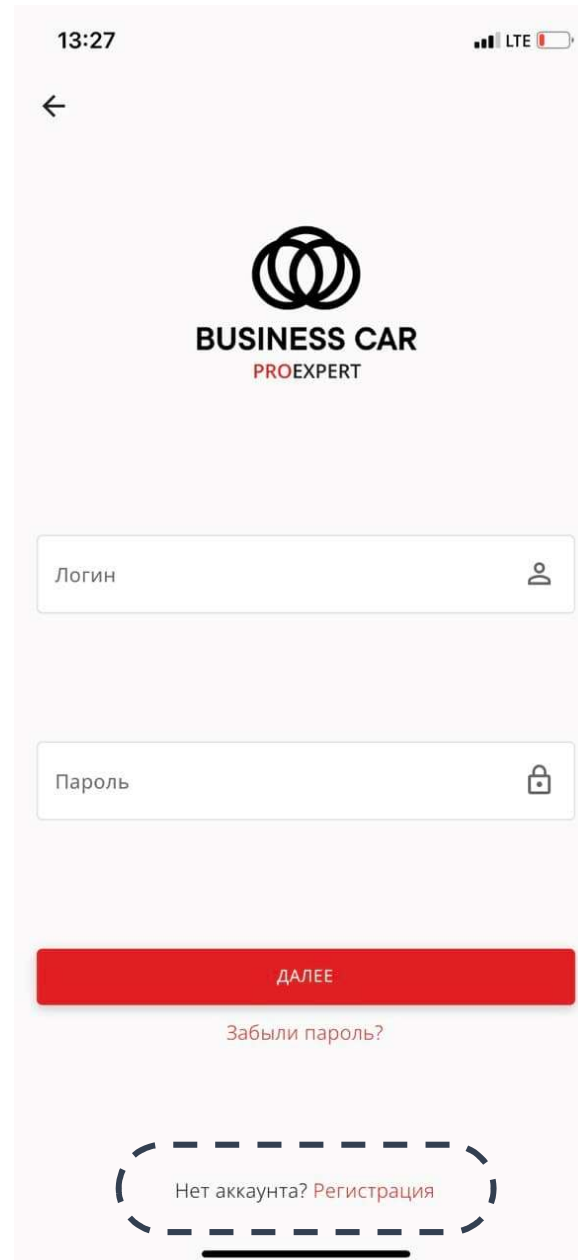 13:27 LTE
BUSINESS CAR
PROEXPERT
Логин
Пароль
ДАЛЕЕ
Забыли пароль?
Нет аккаунта? Регистрация